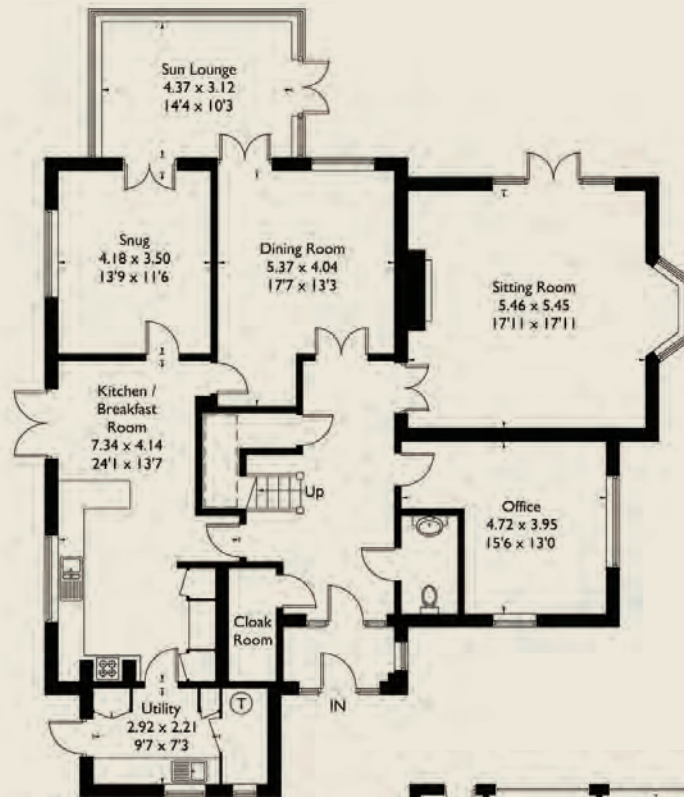 Sun Lounge
4.37 x 3.12
14'4 x 10'3
Snug
4.18 x 3.50
13'9 x 11'6
Dining Room
5.37 x 4.04
17'7 x 13'3
Sitting Room
5.46 x 5.45
17'11 x 17'11
Kitchen /
Breakfast
Room
7.34 x 4.14
24'1 x 13'7
Up
Office
4.72 x 3.95
15'6 x 13'0
Cloak
Room
Utility
2.92 x 2.21
9'7 x 7'3
T
IN